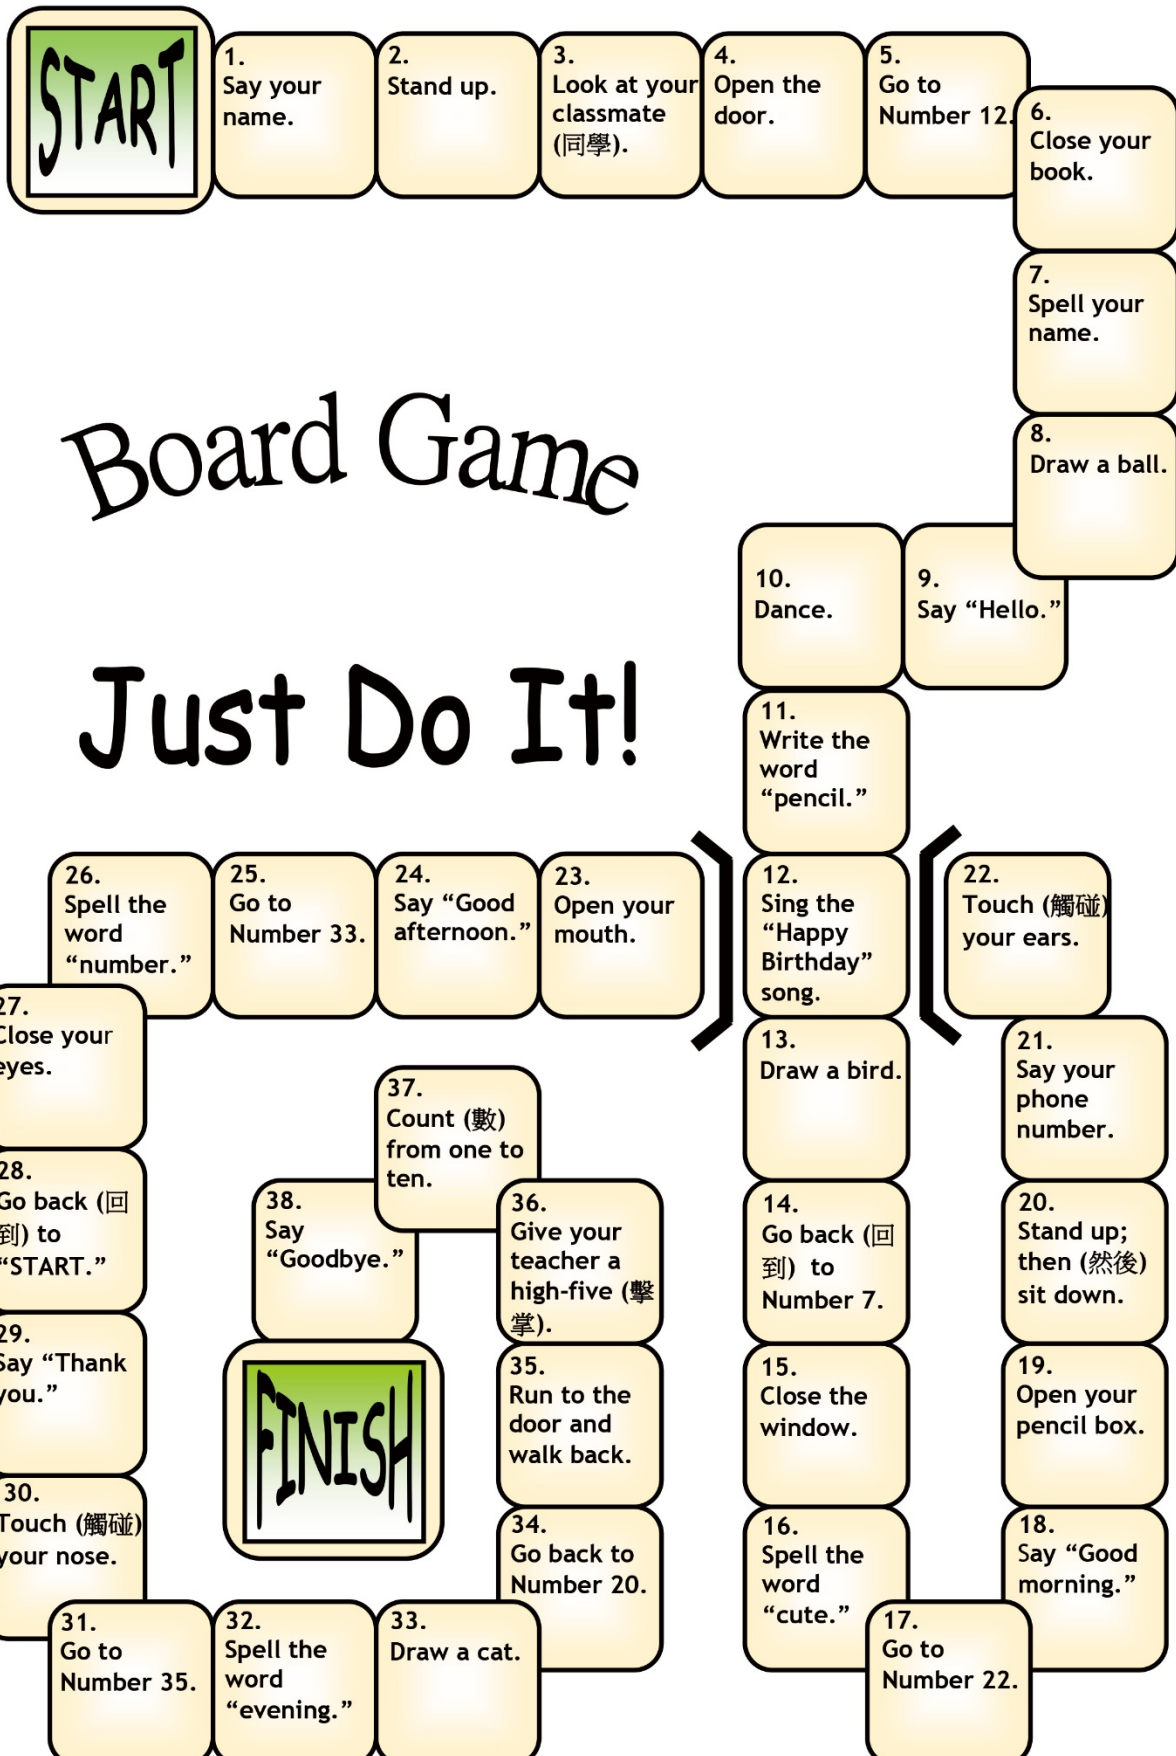 START
1.
Say your
name.
2.
Stand up.
3.
Look at your
classmate
(同學).
4.
Open the
door.
5.
Go to
Number 12.
6.
Close your
book.
7.
Spell your
name.
8.
Draw a ball.
9.
Say “Hello.”
10.
Dance.
Board Game
Just Do It!
11.
Write the
word
“pencil.”
12.
Sing the
“Happy
Birthday”
song.
13.
Draw a bird.
14.
Go back (回
到) to
Number 7.
15.
Close the
window.
16.
Spell the
word
“cute.”
17.
Go to
Number 22.
18.
Say “Good
morning.”
19.
Open your
pencil box.
20.
Stand up;
then (然後)
sit down.
21.
Say your
phone
number.
22.
Touch (觸碰)
your ears.
23.
Open your
mouth.
24.
Say “Good
afternoon.”
25.
Go to
Number 33.
26.
Spell the
word
“number.”
27.
Close your
eyes.
28.
Go back (回
到) to
“START.”
29.
Say “Thank
you.”
30.
Touch (觸碰)
your nose.
31.
Go to
Number 35.
32.
Spell the
word
“evening.”
33.
Draw a cat.
34.
Go back to
Number 20.
35.
Run to the
door and
walk back.
36.
Give your
teacher a
high-five (擊
掌).
37.
Count (數)
from one to
ten.
38.
Say
“Goodbye.”
FINISH